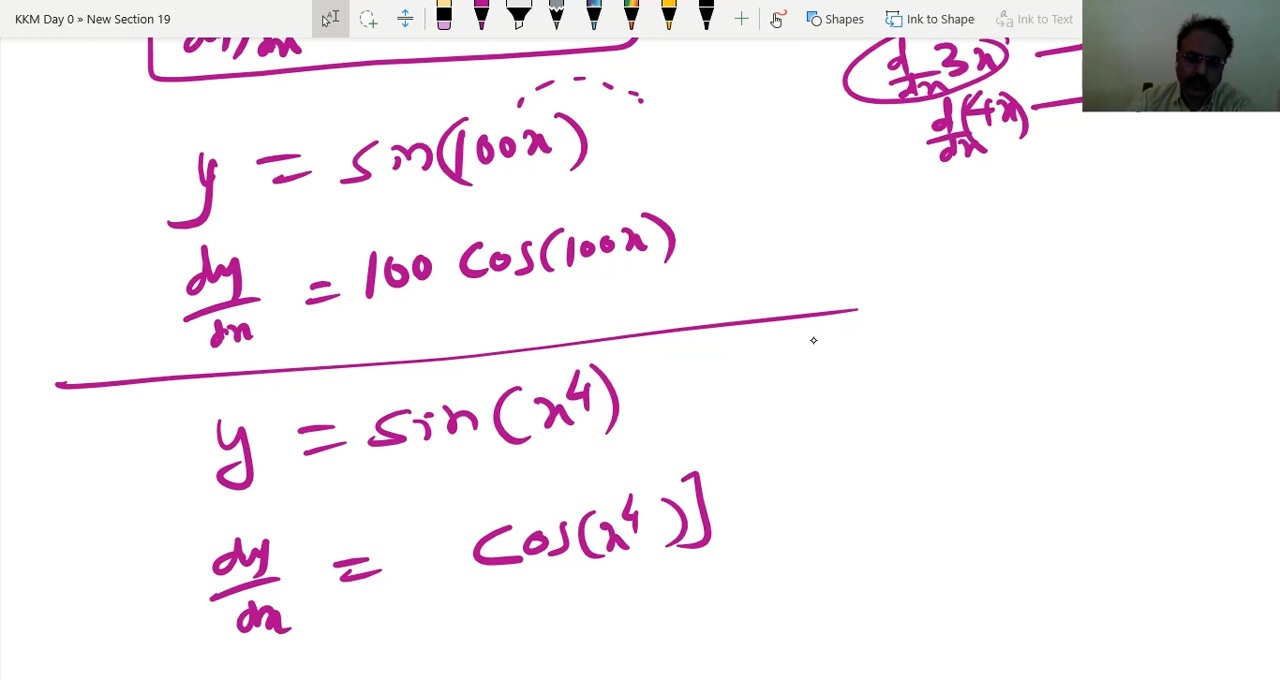 KKM Day 0 » New Section 19
Shapes
Ink to Shape
Ink to Text
d/dx 3x
d/dx (4x)
y = sin(100x)
dy/dx = 100 cos(100x)
y = sin(x⁴)
dy/dx = cos(x⁴)]